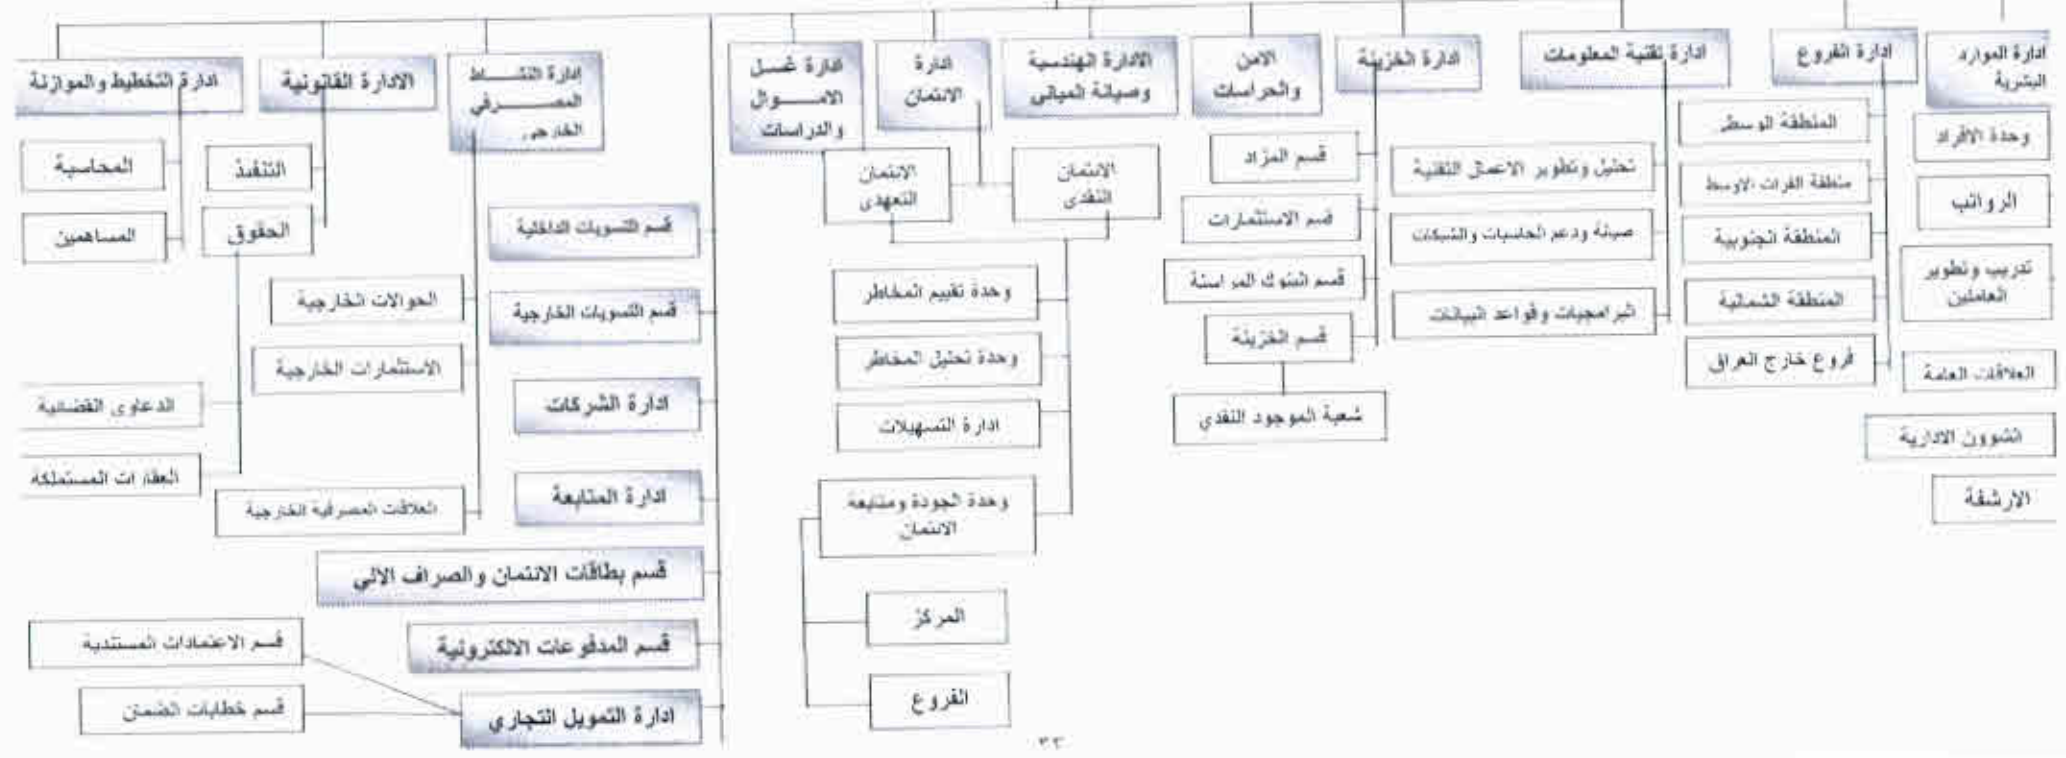 ادارة الموارد
البشرية
وحدة الافراد
الرواتب
تدريب وتطوير
العاملين
العلاقات العامة
الشوون الادارية
الارشفة
ادارة الفروع
المنطقة الوسطى
منطقة الفرات الاوسط
المنطقة الجنوبية
المنطقة الشمالية
فروع خارج العراق
ادارة تقنية المعلومات
تحليل وتطوير الاعمال التقنية
صيانة ودعم الحاسبات والشبكات
البرامجيات وقواعد البيانات
ادارة الخزينة
قسم المزاد
قسم الاستثمارات
قسم البنوك المراسلة
قسم الخزينة
شعبة الموجود النقدي
الامن
والحراسات
الادارة الهندسية
وصيانة المباني
ادارة
الائتمان
الائتمان
النقدي
الائتمان
التعهدي
وحدة تقييم المخاطر
وحدة تحليل المخاطر
ادارة التسهيلات
وحدة الجودة ومتابعة
الائتمان
المركز
الفروع
ادارة غسل
الامــوال
والدراسات
قسم التسويات الداخلية
قسم التسويات الخارجية
ادارة الشركات
ادارة المتابعة
قسم بطاقات الائتمان والصراف الالي
قسم المدفوعات الالكترونية
ادارة التمويل التجاري
قسم الاعتمادات المستندية
قسم خطابات الضمان
ادارة النشــاط
المصــرفي
الخارجي
الحوالات الخارجية
الاستثمارات الخارجية
العلاقات المصرفية الخارجية
الادارة القانونية
التنفيذ
الحقوق
الدعاوى القضائية
العقارات المستملكة
ادارة التخطيط والموازنة
المحاسبة
المساهمين
٣٣